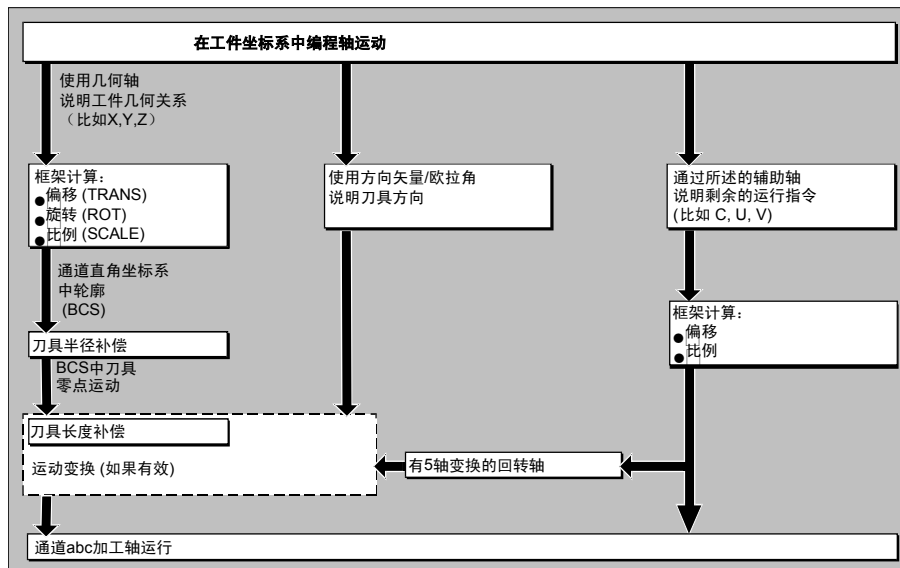 在工件坐标系中编程轴运动
使用几何轴
说明工件几何关系
（比如X,Y,Z）
框架计算：
●偏移 (TRANS)
●旋转 (ROT)
●比例 (SCALE)
通道直角坐标系
中轮廓
(BCS)
刀具半径补偿
BCS中刀具
零点运动
刀具长度补偿
运动变换 (如果有效)
使用方向矢量/欧拉角
说明刀具方向
通过所述的辅助轴
说明剩余的运行指令
(比如 C, U, V)
框架计算：
●偏移
●比例
有5轴变换的回转轴
通道abc加工轴运行